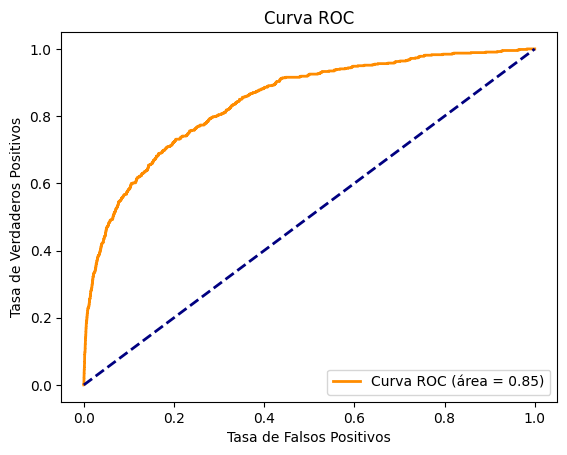 Curva ROC
Tasa de Verdaderos Positivos
1.0
0.8
0.6
0.4
0.2
0.0
Curva ROC (área = 0.85)
0.0 0.2 0.4 0.6 0.8 1.0
Tasa de Falsos Positivos